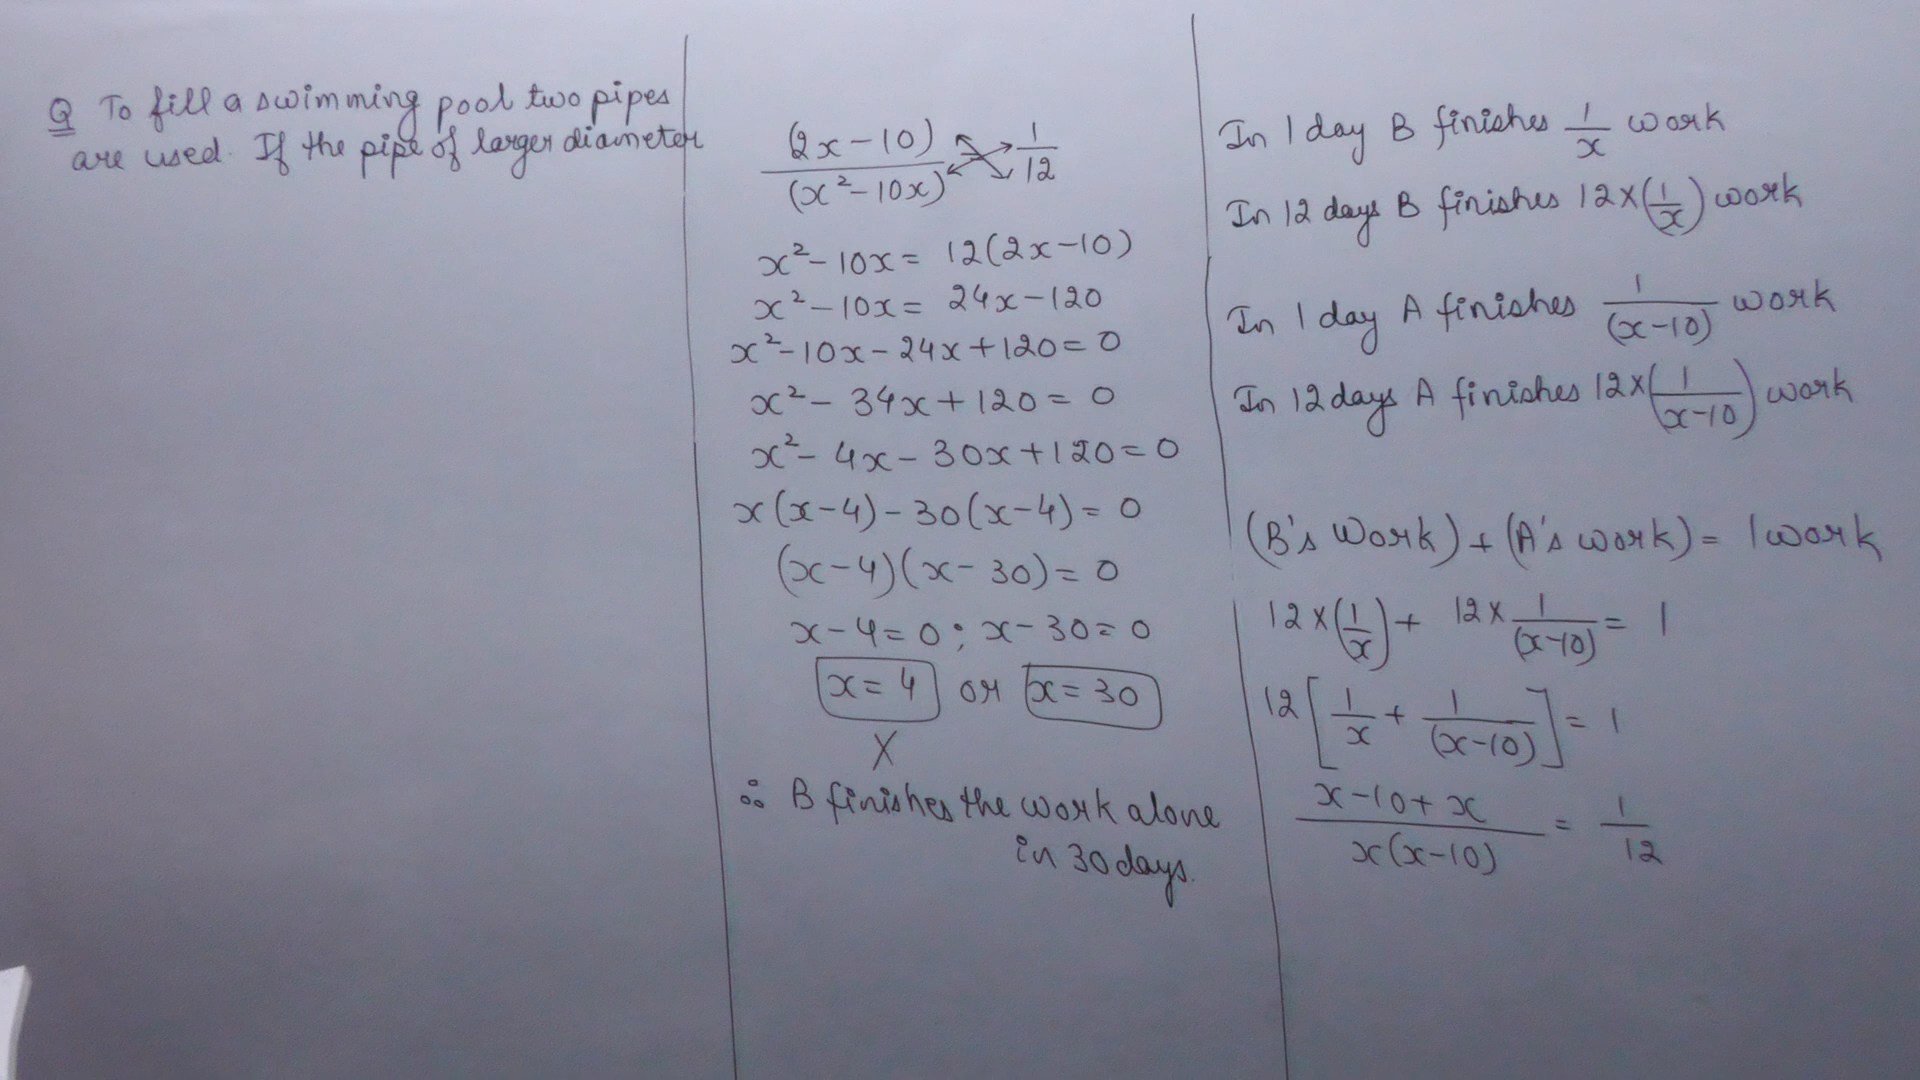 Q To fill a swimming pool two pipes
are used. If the pipe of larger diameter
(2x-10)/(x²-10x) 1/12
x²-10x = 12(2x-10)
x²-10x = 24x-120
x²-10x-24x+120=0
x²-34x+120=0
x²-4x-30x+120=0
x(x-4)-30(x-4)=0
(x-4)(x-30)=0
x-4=0; x-30=0
x=4 or x=30
X
∴ B finishes the work alone
in 30 days.
In 1 day B finishes 1/x work
In 12 days B finishes 12×(1/x) work
In 1 day A finishes 1/(x-10) work
In 12 days A finishes 12×(1/x-10) work
(B's Work)+(A's work)= 1 work
12×(1/x)+ 12×1/(x-10)= 1
12[1/x+1/(x-10)]=1
x-10+x/x(x-10) = 1/12